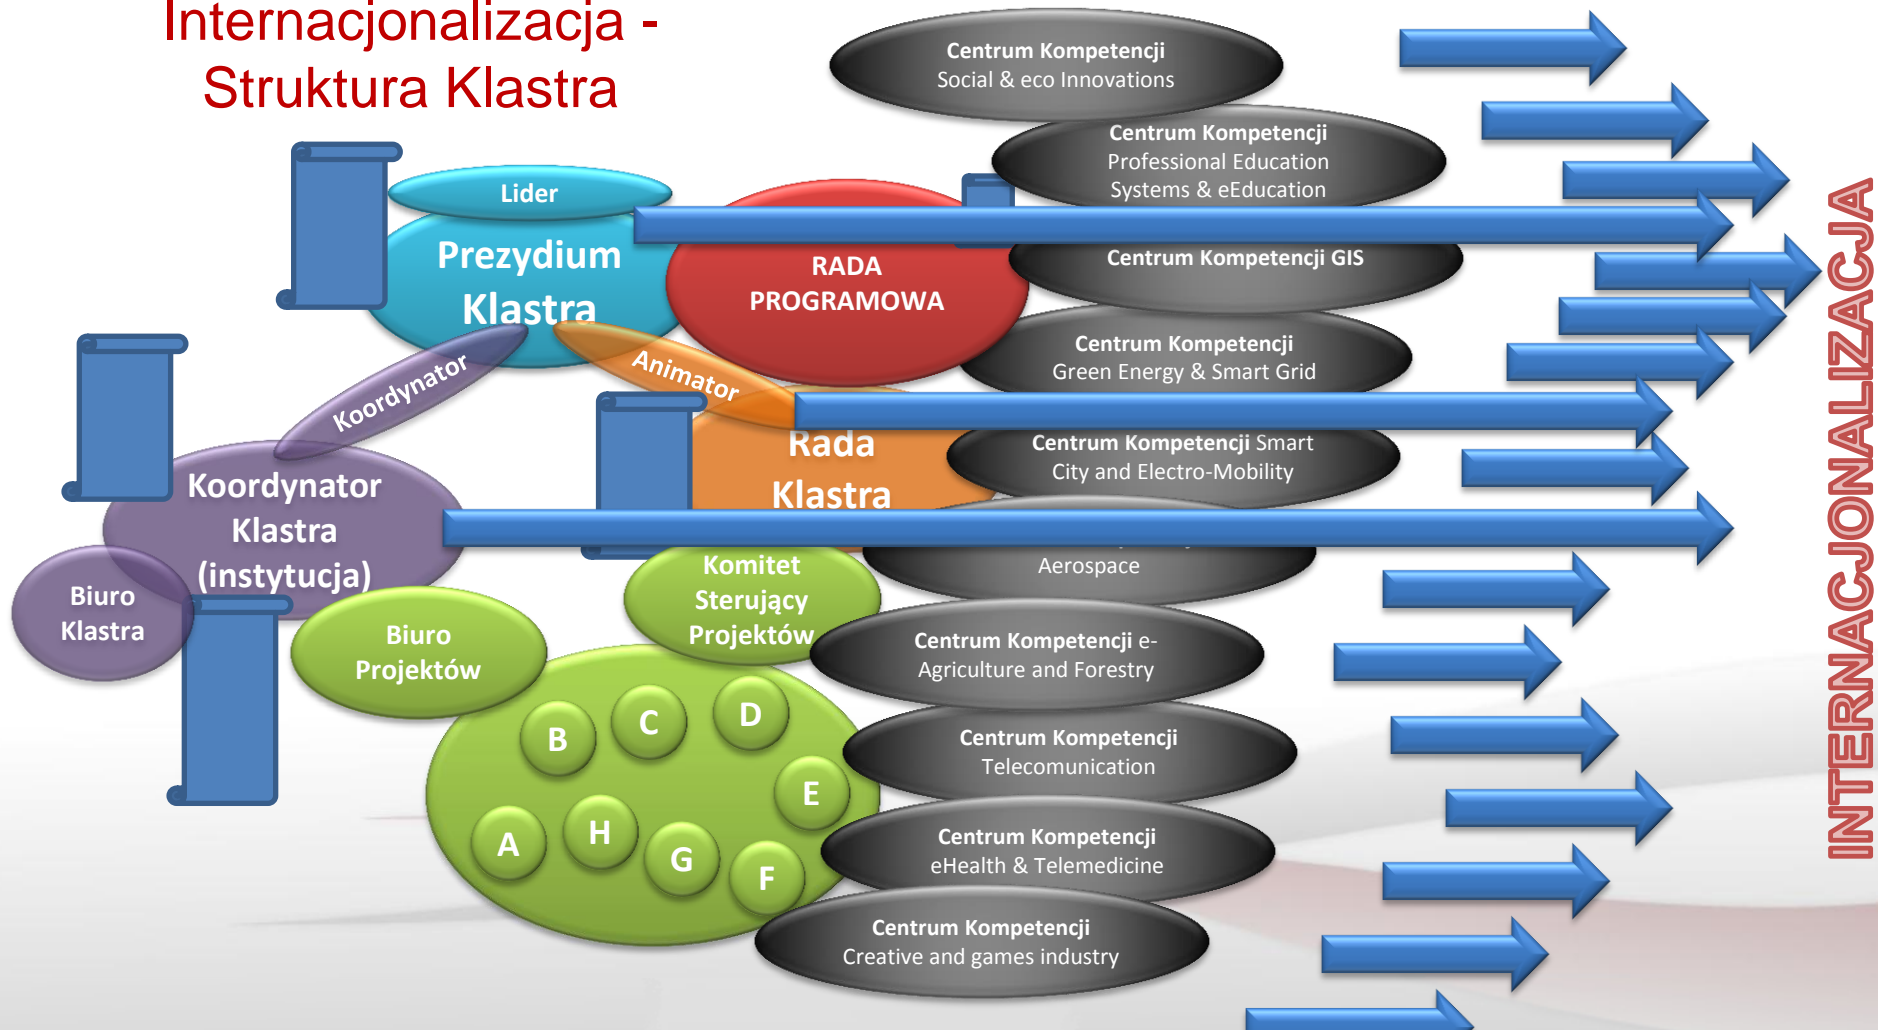 Internacjonalizacja -
Struktura Klastra
Lider
Prezydium
Klastra
RADA
PROGRAMOWA
Koordynator
Animator
Rada
Klastra
Koordynator
Klastra
(instytucja)
Biuro
Klastra
Biuro
Projektów
Komitet
Sterujący
Projektów
A
B
C
D
E
F
G
H
Centrum Kompetencji
Social & eco Innovations
Centrum Kompetencji
Professional Education
Systems & eEducation
Centrum Kompetencji GIS
Centrum Kompetencji
Green Energy & Smart Grid
Centrum Kompetencji Smart
City and Electro-Mobility
Aerospace
Centrum Kompetencji e-
Agriculture and Forestry
Centrum Kompetencji
Telecomunication
Centrum Kompetencji
eHealth & Telemedicine
Centrum Kompetencji
Creative and games industry
INTERNACJONALIZACJA